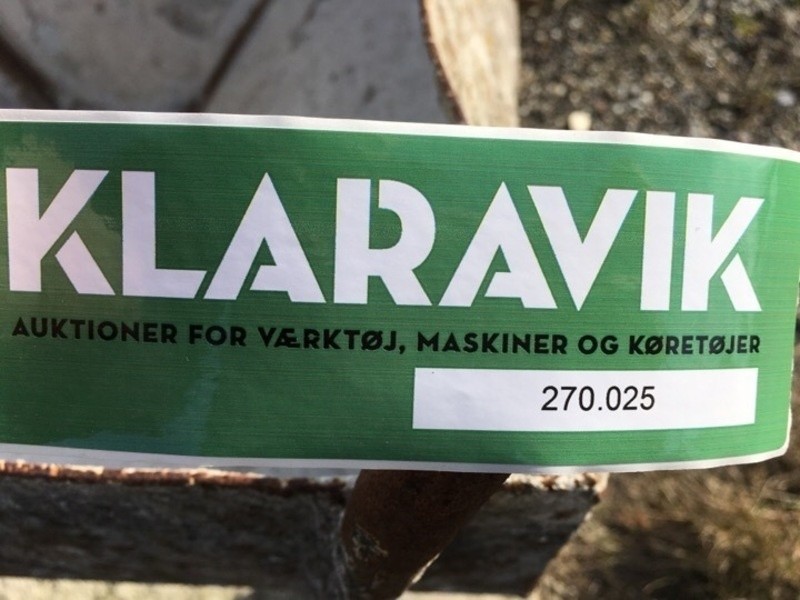 KLARAVIK
AUKTIONER FOR VÆRKTØJ, MASKINER OG KØRETØJER
270.025